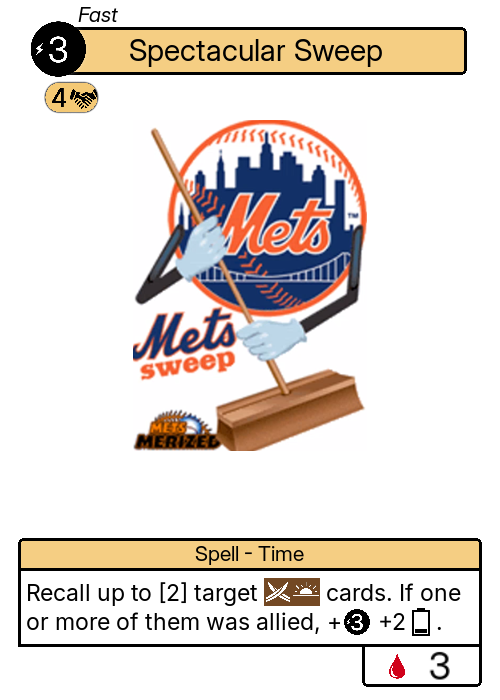 Fast
3
Spectacular Sweep
4
Mets
TM
Mets
sweep
METS
MERIZED
Spell - Time
Recall up to [2] target cards. If one
or more of them was allied, +3 +2 .
3